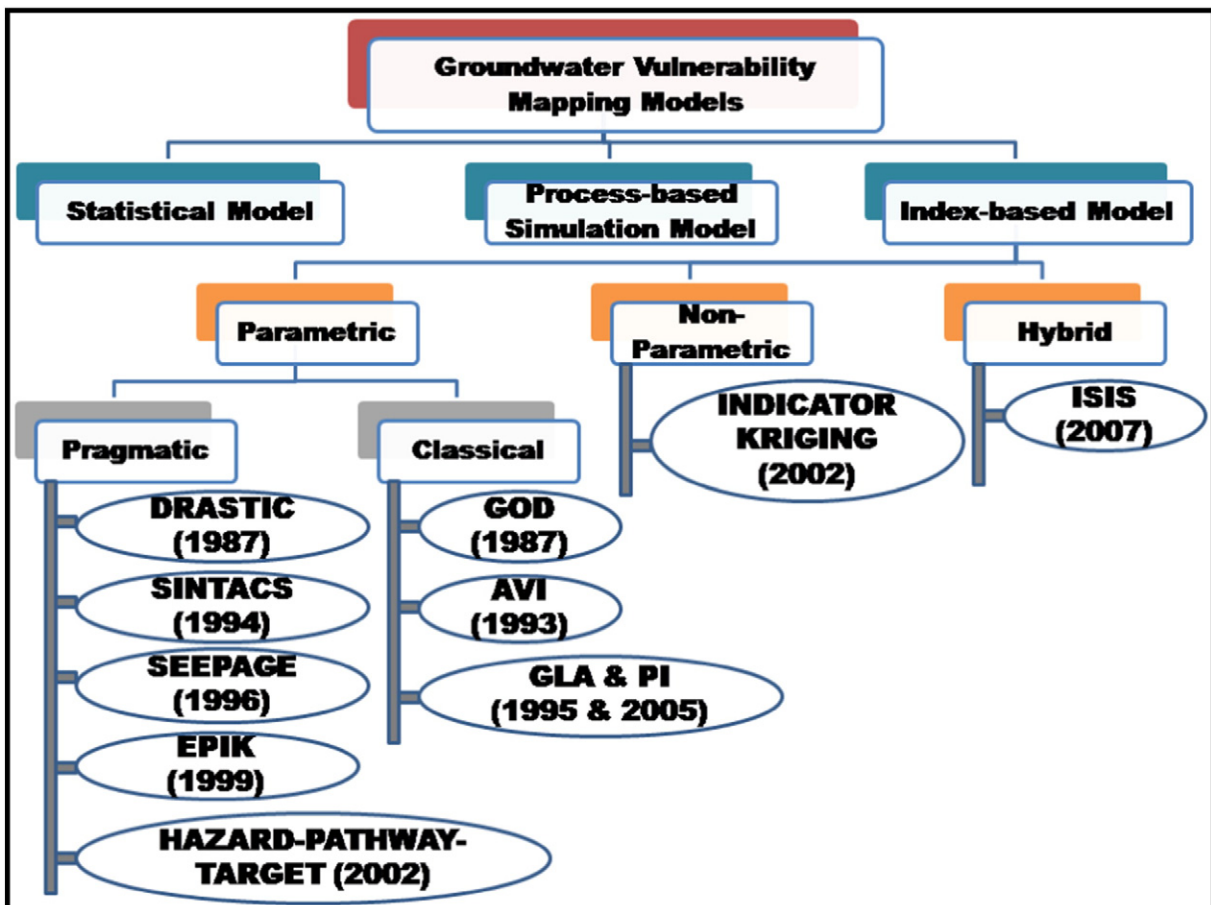 Groundwater Vulnerability
Mapping Models
Statistical Model
Process-based
Simulation Model
Index-based Model
Parametric
Non-
Parametric
Hybrid
Pragmatic
Classical
INDICATOR
KRIGING
(2002)
ISIS
(2007)
DRASTIC
(1987)
SINTACS
(1994)
SEEPAGE
(1996)
EPIK
(1999)
HAZARD-PATHWAY-
TARGET (2002)
GOD
(1987)
AVI
(1993)
GLA & PI
(1995 & 2005)